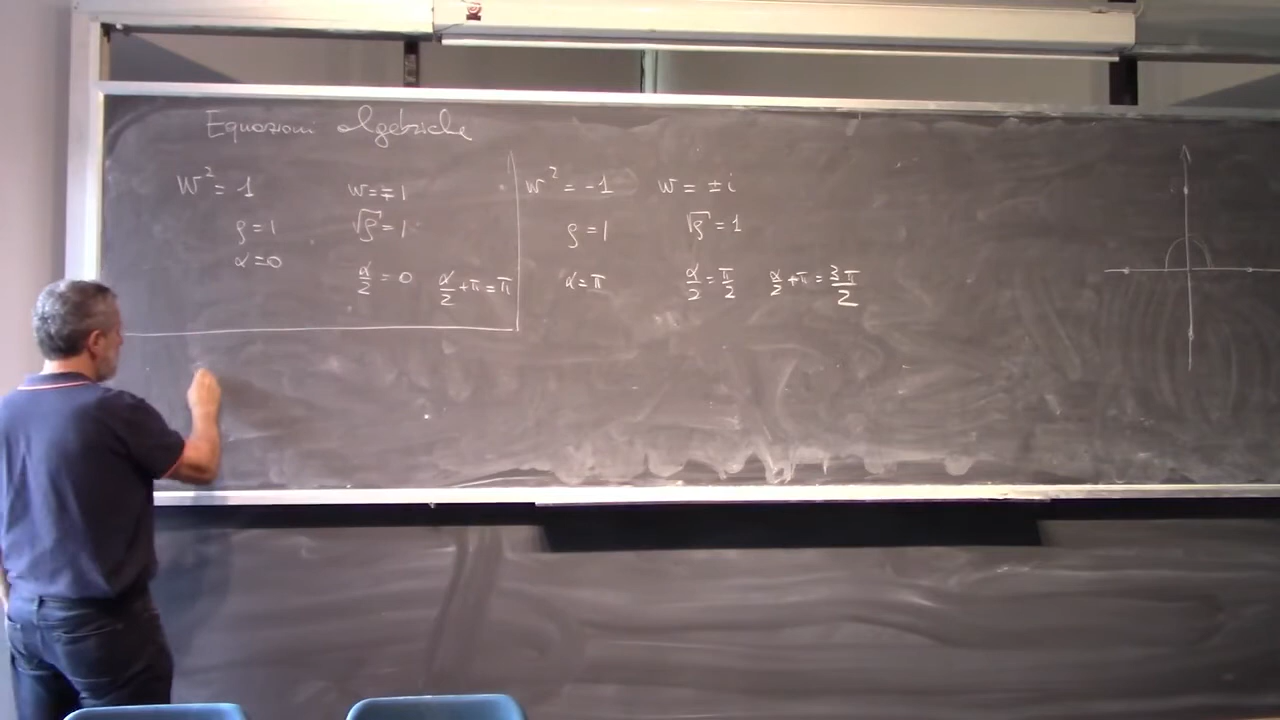 Equazioni algebriche
w² = 1 w = ∓1
ρ = 1 √ρ = 1
α = 0
α/2 = 0 α/2 + π = π
w² = -1 w = ±i
ρ = 1 √ρ = 1
α = π α/2 = π/2 α/2 + π = 3π/2